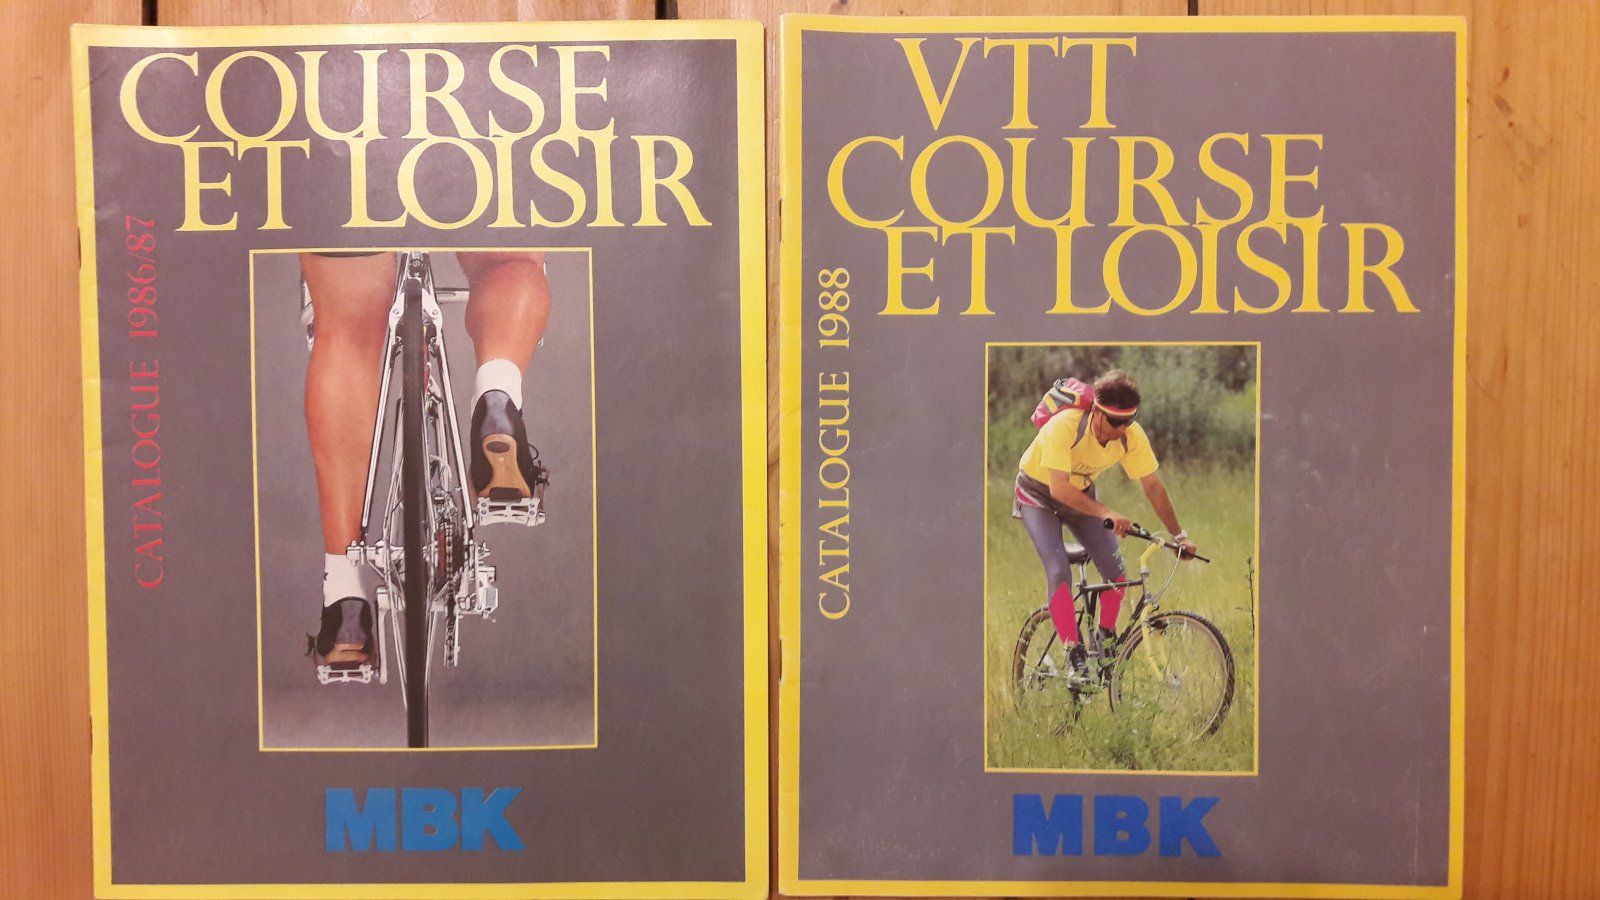 COURSE
ET LOISIR
CATALOGUE 1986/87
MBK
VTT
COURSE
ET LOISIR
CATALOGUE 1988
MBK